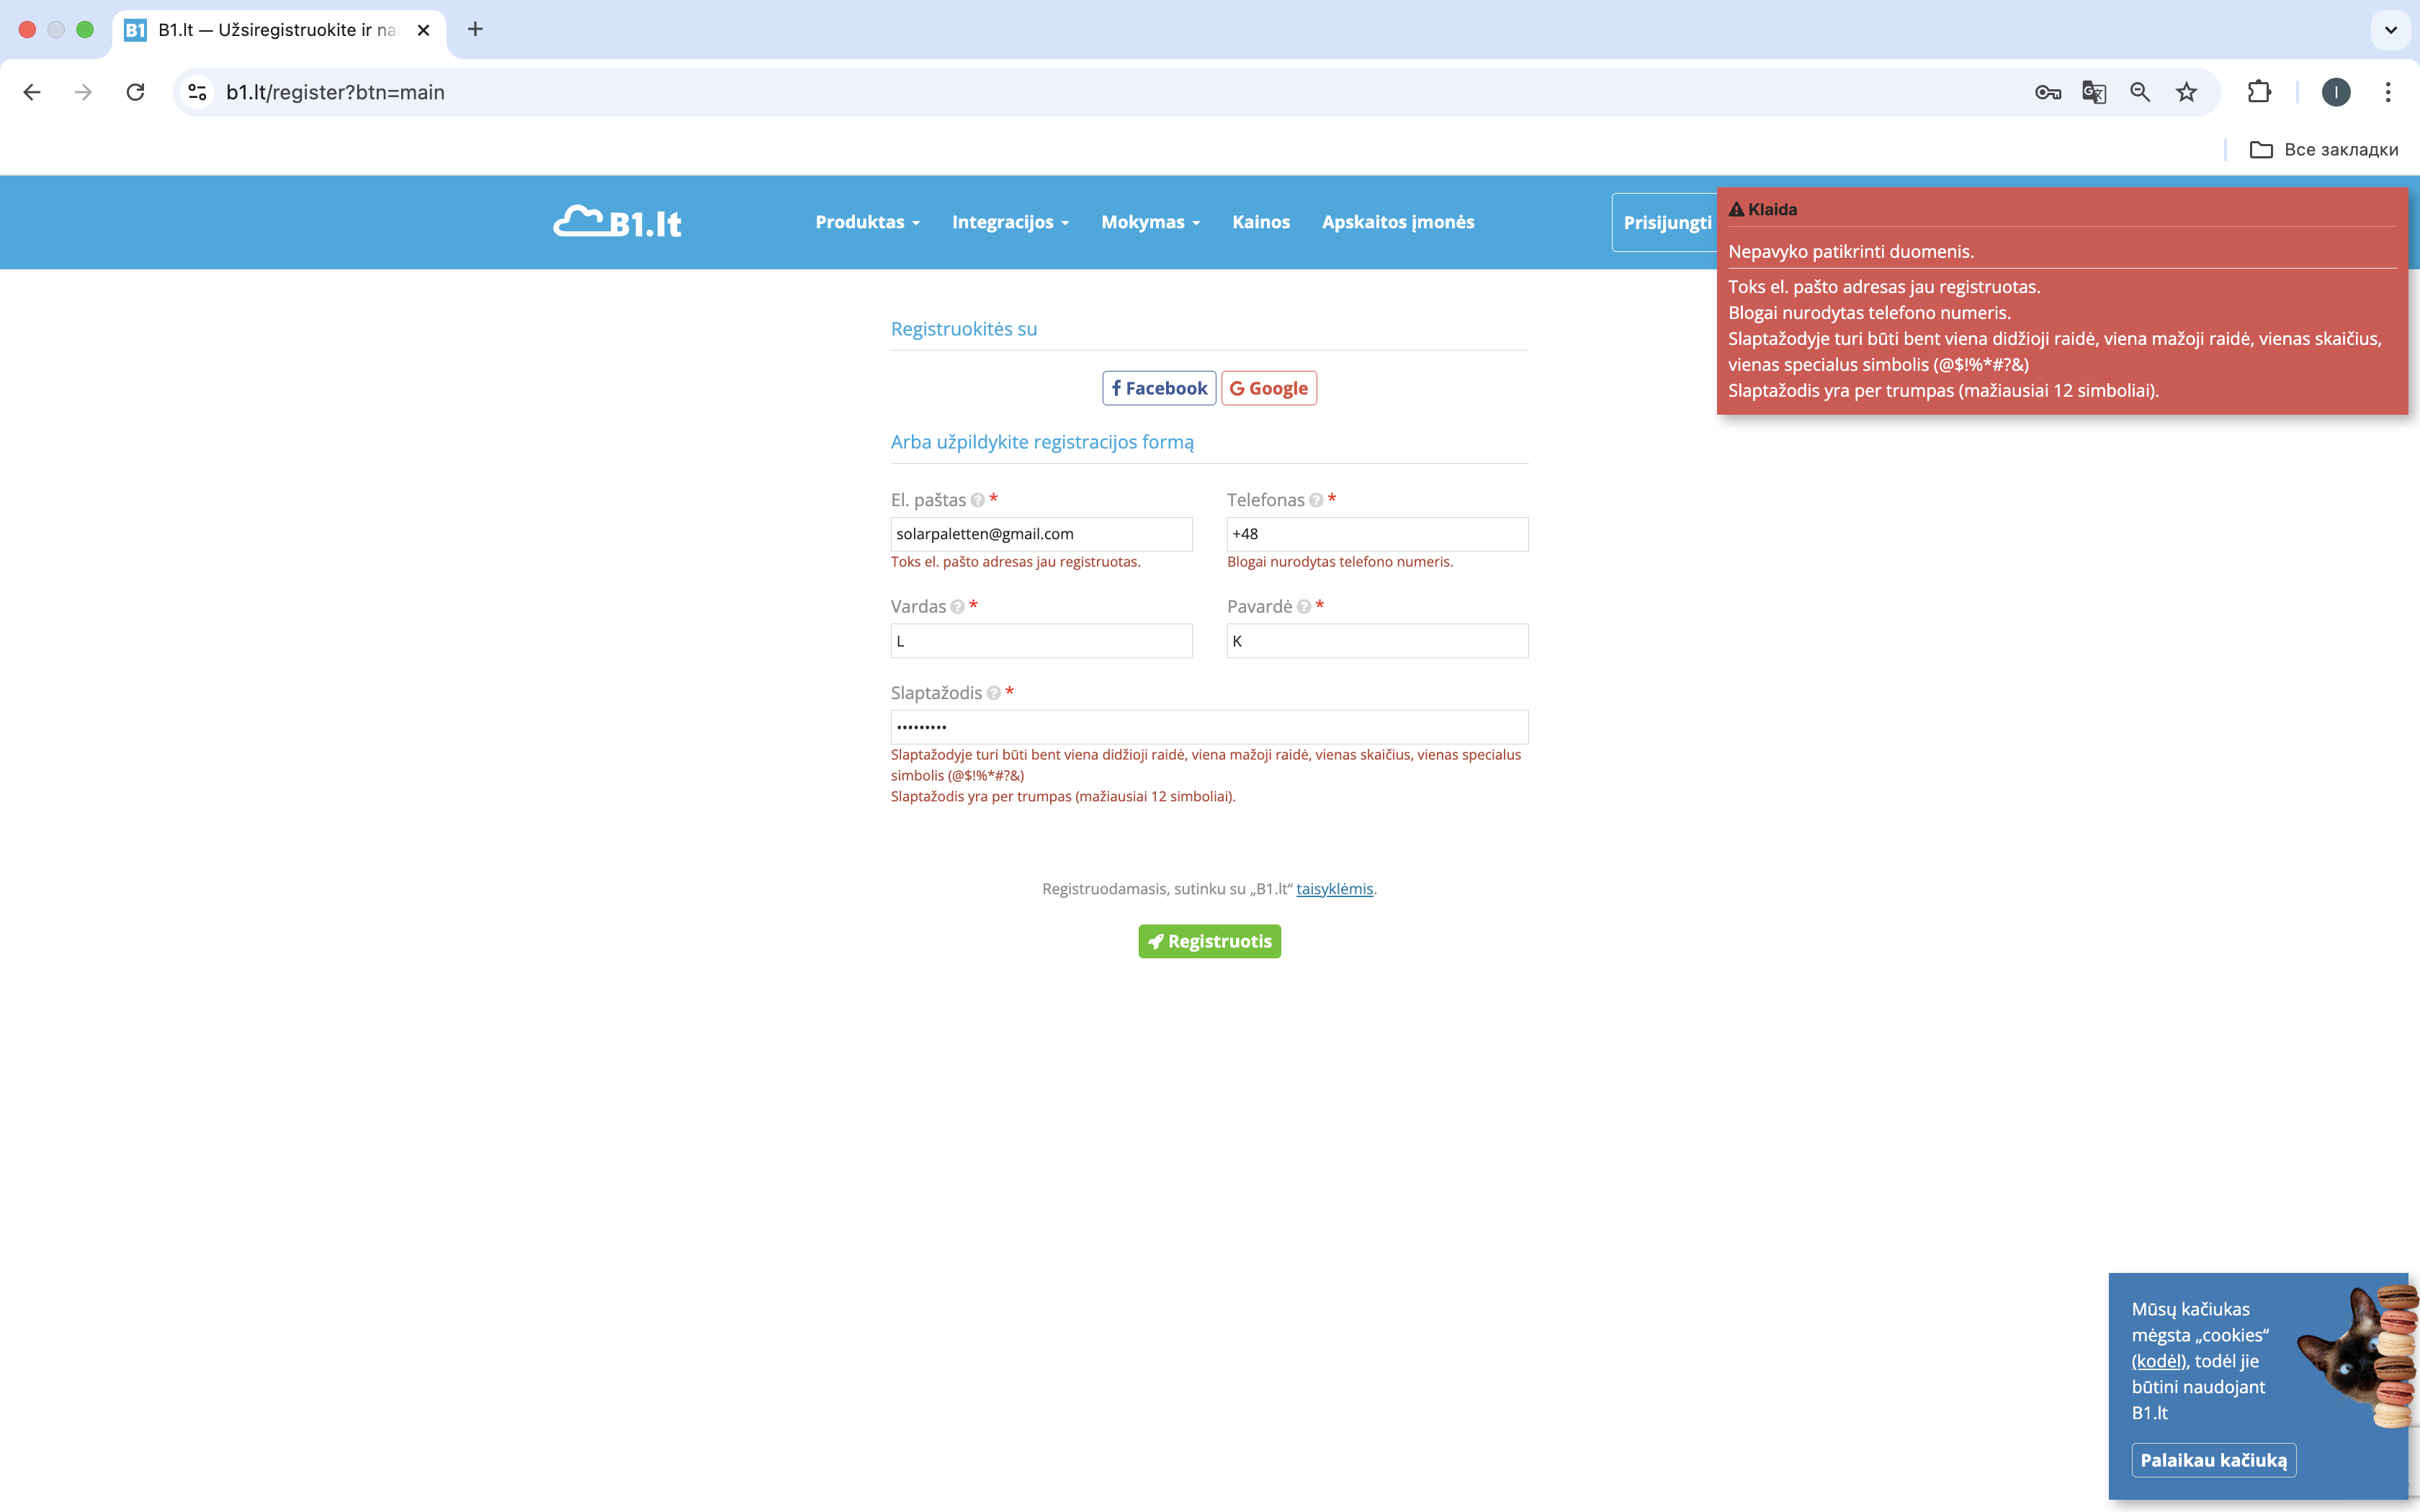 B1 B1.lt — Užsiregistruokite ir na
b1.lt/register?btn=main
I
Все закладки
B1.lt
Produktas
Integracijos
Mokymas
Kainos
Apskaitos įmonės
Prisijungti
Klaida
Nepavyko patikrinti duomenis.
Toks el. pašto adresas jau registruotas.
Blogai nurodytas telefono numeris.
Slaptažodyje turi būti bent viena didžioji raidė, viena mažoji raidė, vienas skaičius,
vienas specialus simbolis (@$!%*#?&)
Slaptažodis yra per trumpas (mažiausiai 12 simboliai).
Registruokitės su
Facebook
Google
Arba užpildykite registracijos formą
El. paštas ? *
Telefonas ? *
solarpaletten@gmail.com
+48
Toks el. pašto adresas jau registruotas.
Blogai nurodytas telefono numeris.
Vardas ? *
Pavardė ? *
L
K
Slaptažodis ? *
•••••••••
Slaptažodyje turi būti bent viena didžioji raidė, viena mažoji raidė, vienas skaičius, vienas specialus
simbolis (@$!%*#?&)
Slaptažodis yra per trumpas (mažiausiai 12 simboliai).
Registruodamasis, sutinku su „B1.lt“ taisyklėmis.
Registruotis
Mūsų kačiukas
mėgsta „cookies“
(kodėl), todėl jie
būtini naudojant
B1.lt
Palaikau kačiuką